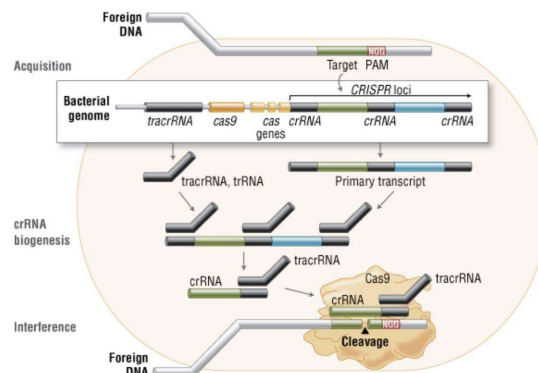 Foreign
DNA
NGG
Acquisition
Target PAM
CRISPR loci
Bacterial
genome
tracrRNA cas9 cas
genes
crRNA crRNA crRNA
tracrRNA, trRNA
Primary transcript
crRNA
biogenesis
tracrRNA
crRNA
Cas9
tracrRNA
crRNA
Interference
NGG
Cleavage
Foreign
DNA